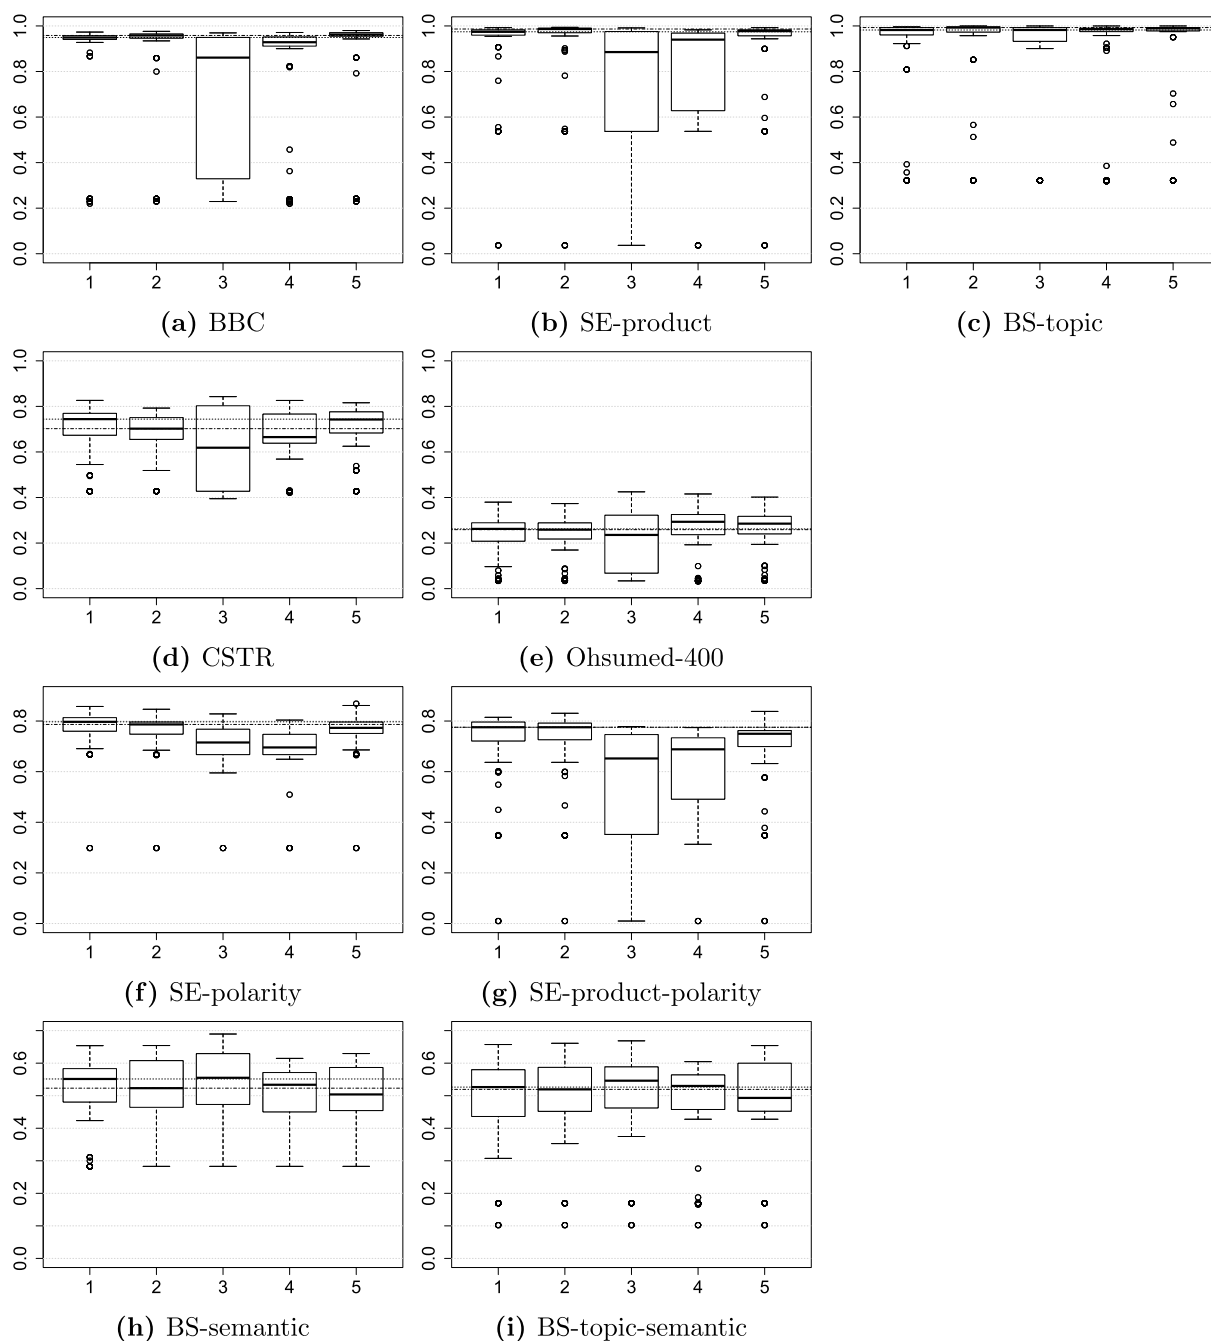 0.0 0.2 0.4 0.6 0.8 1.0
1 2 3 4 5
(a) BBC
0.0 0.2 0.4 0.6 0.8 1.0
1 2 3 4 5
(b) SE-product
0.0 0.2 0.4 0.6 0.8 1.0
1 2 3 4 5
(c) BS-topic
0.0 0.2 0.4 0.6 0.8 1.0
1 2 3 4 5
(d) CSTR
0.0 0.2 0.4 0.6 0.8 1.0
1 2 3 4 5
(e) Ohsumed-400
0.0 0.2 0.4 0.6 0.8
1 2 3 4 5
(f) SE-polarity
0.0 0.2 0.4 0.6 0.8
1 2 3 4 5
(g) SE-product-polarity
0.0 0.2 0.4 0.6
1 2 3 4 5
(h) BS-semantic
0.0 0.2 0.4 0.6
1 2 3 4 5
(i) BS-topic-semantic